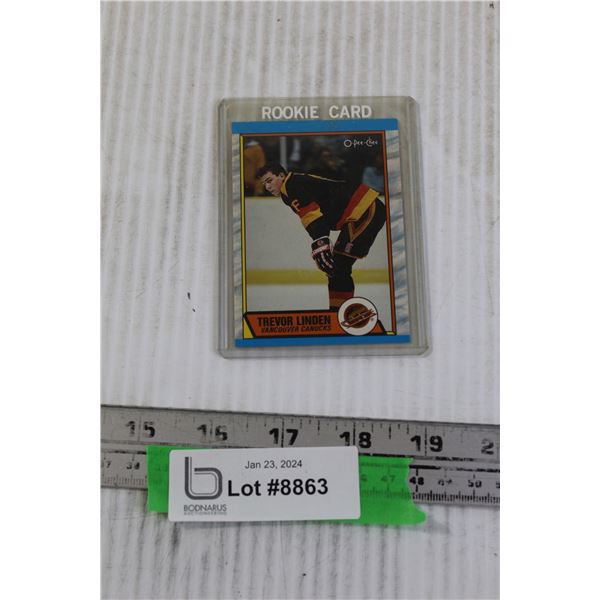 ROOKIE CARD
O-Pee-Chee
TREVOR LINDEN
VANCOUVER CANUCKS
15 16 17 18 19 2
Jan 23, 2024
Lot #8863
BODNARUS
AUCTIONEERING